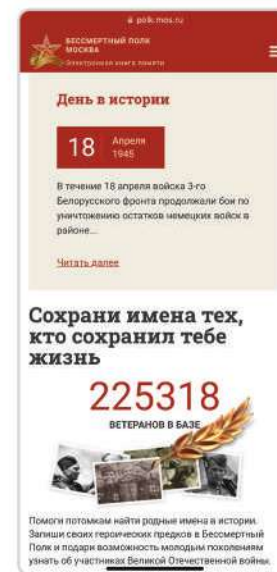 polk.mos.ru
БЕССМЕРТНЫЙ ПОЛК
МОСКВА
Электронная книга памяти
День в истории
18
Апреля
1945
В течение 18 апреля войска 3-го
Белорусского фронта продолжали бои по
уничтожению остатков немецких войск в
районе...
Читать далее
Сохрани имена тех,
кто сохранил тебе
жизнь
225318
ВЕТЕРАНОВ В БАЗЕ
Помоги потомкам найти родные имена в истории.
Запиши своих героических предков в Бессмертный
Полк и подари возможность молодым поколениям
узнать об участниках Великой Отечественной войны.